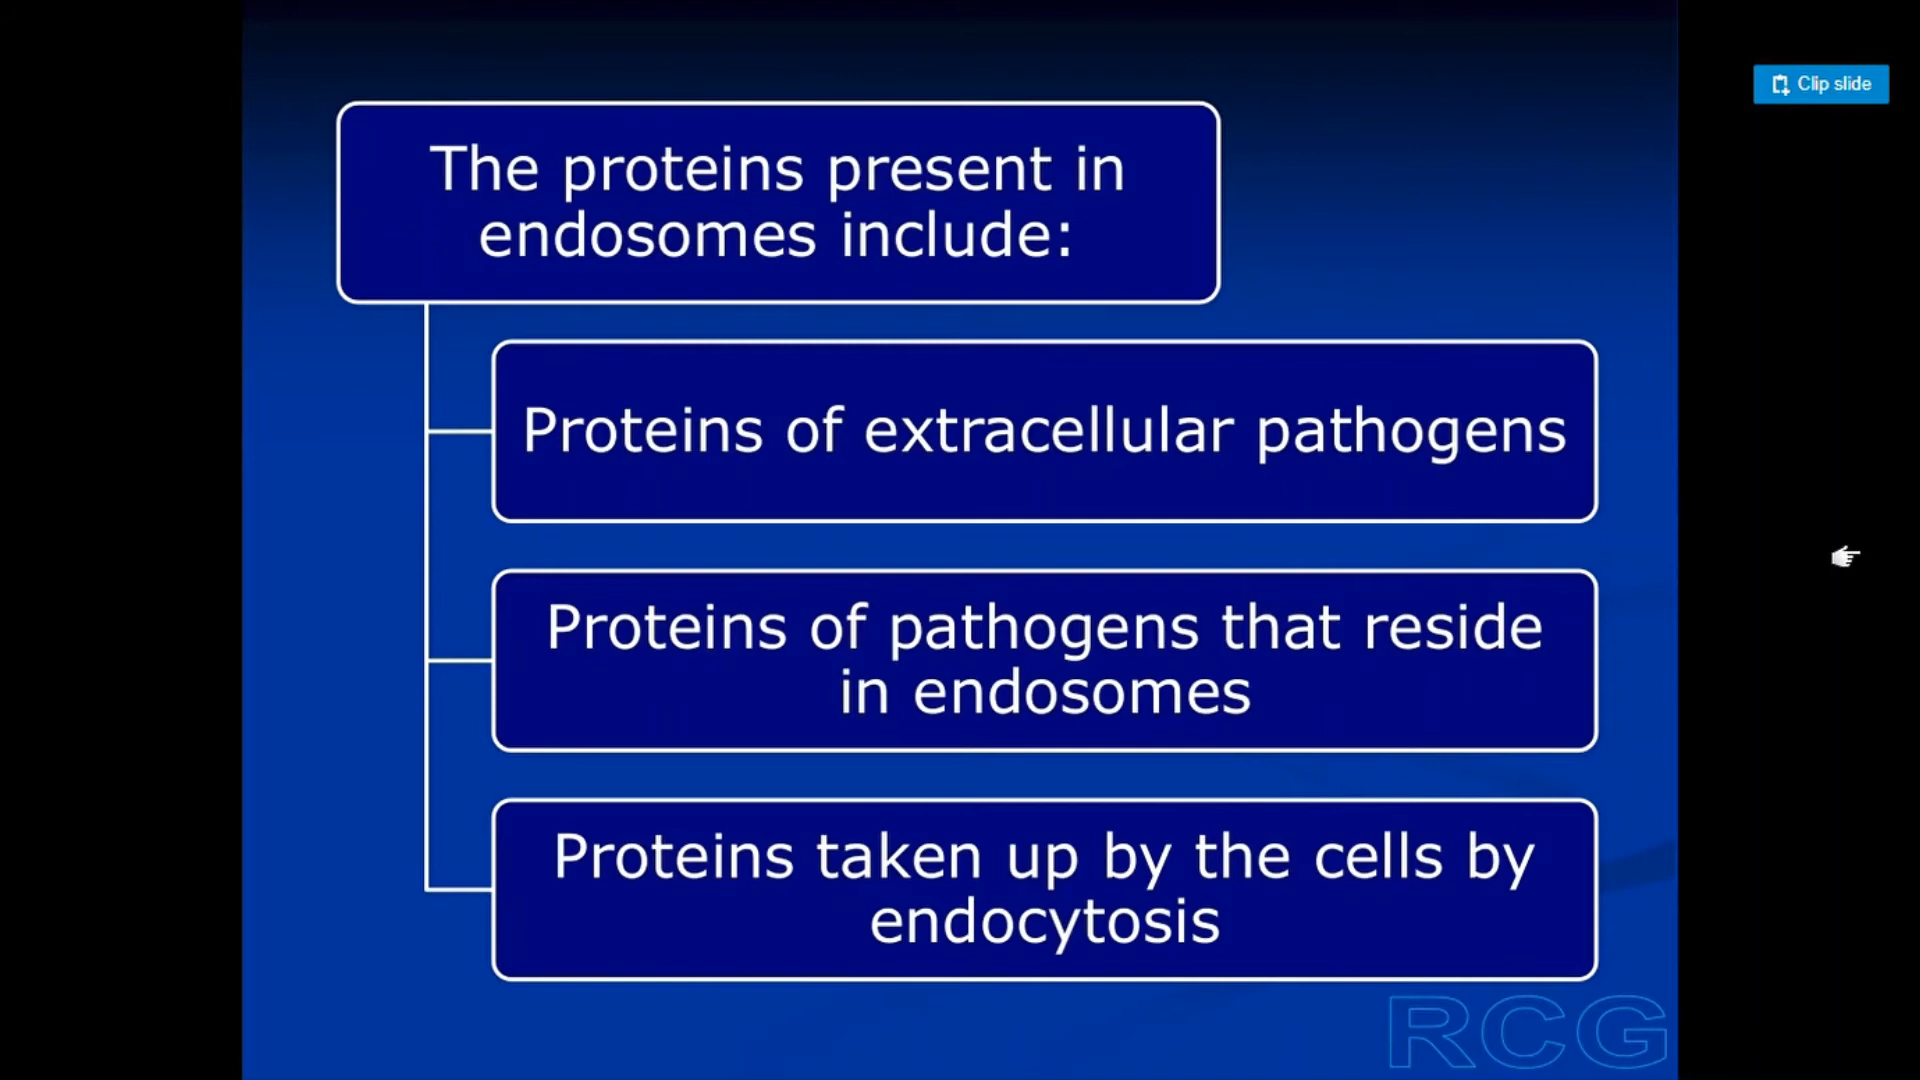 Clip slide
The proteins present in
endosomes include:
Proteins of extracellular pathogens
Proteins of pathogens that reside
in endosomes
Proteins taken up by the cells by
endocytosis
RCG